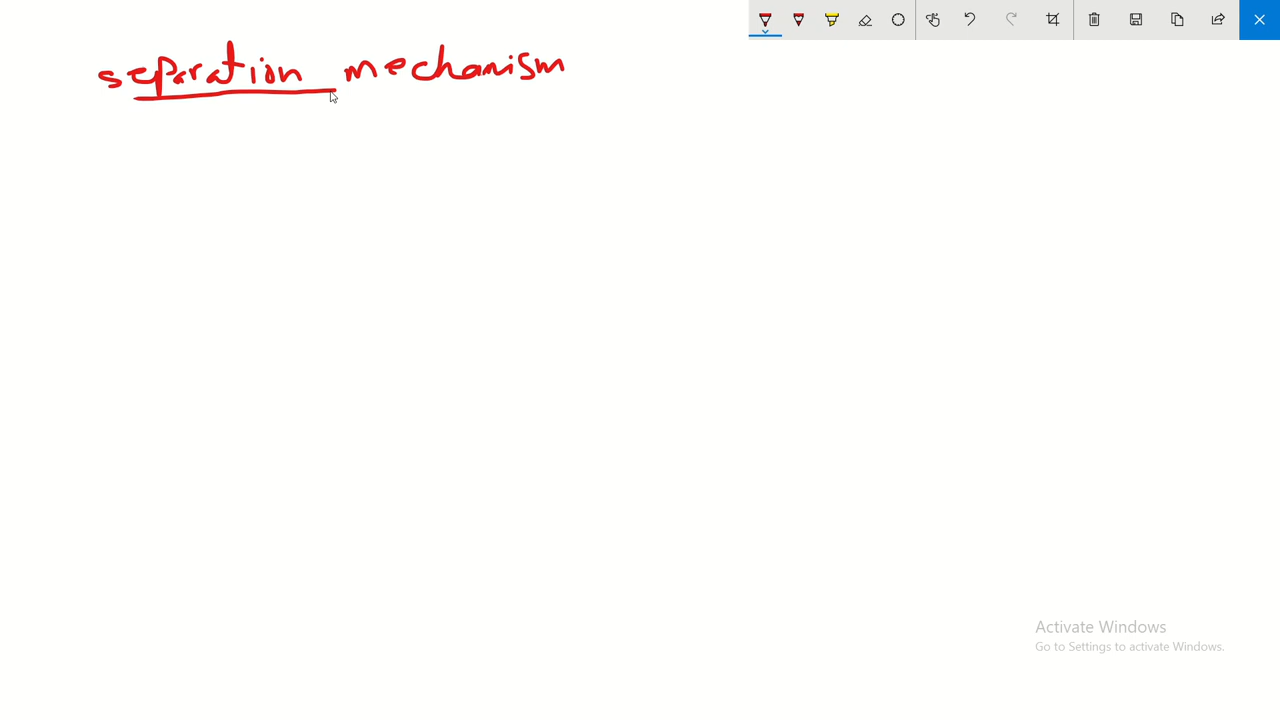 separation mechanism
Activate Windows
Go to Settings to activate Windows.